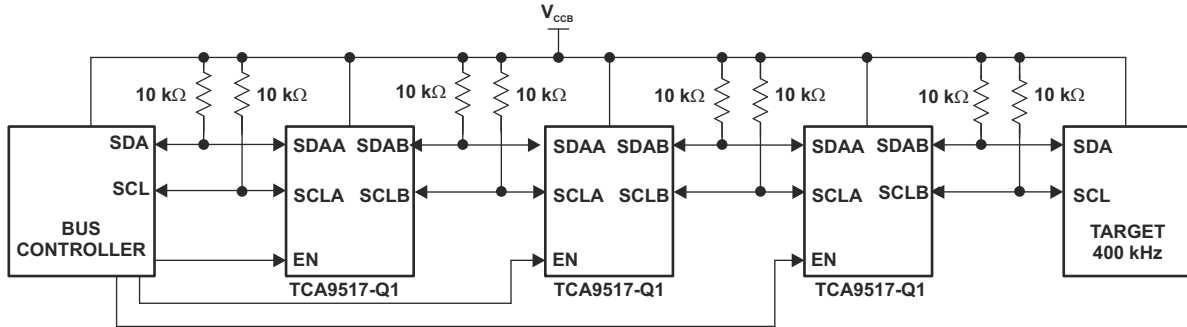 VCCB
10 kΩ
10 kΩ
10 kΩ
10 kΩ
10 kΩ
10 kΩ
10 kΩ
10 kΩ
SDA
SDAA
SDAB
SDAA
SDAB
SDAA
SDAB
SDA
SCL
SCLA
SCLB
SCLA
SCLB
SCLA
SCLB
SCL
BUS
CONTROLLER
TARGET
400 kHz
EN
EN
EN
TCA9517-Q1
TCA9517-Q1
TCA9517-Q1